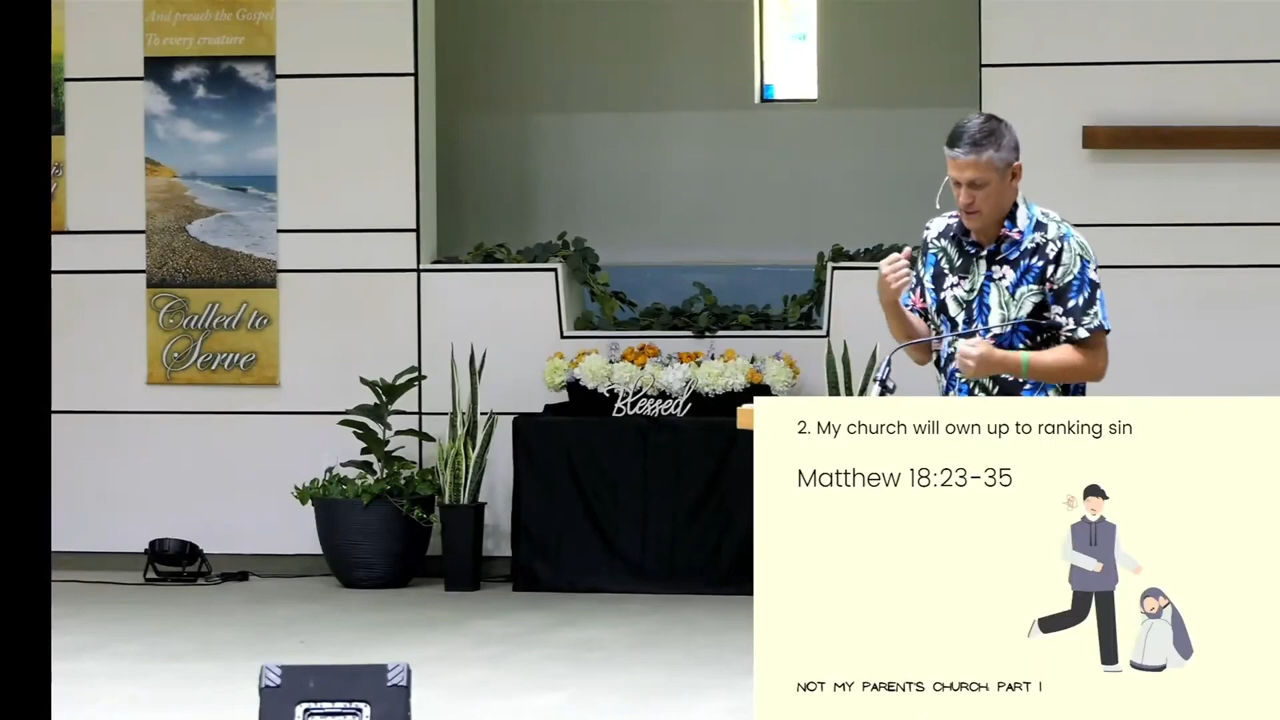 And preach the Gospel
To every creature
Called to
Serve
Blessed
2. My church will own up to ranking sin
Matthew 18:23-35
NOT MY PARENT'S CHURCH: PART 1